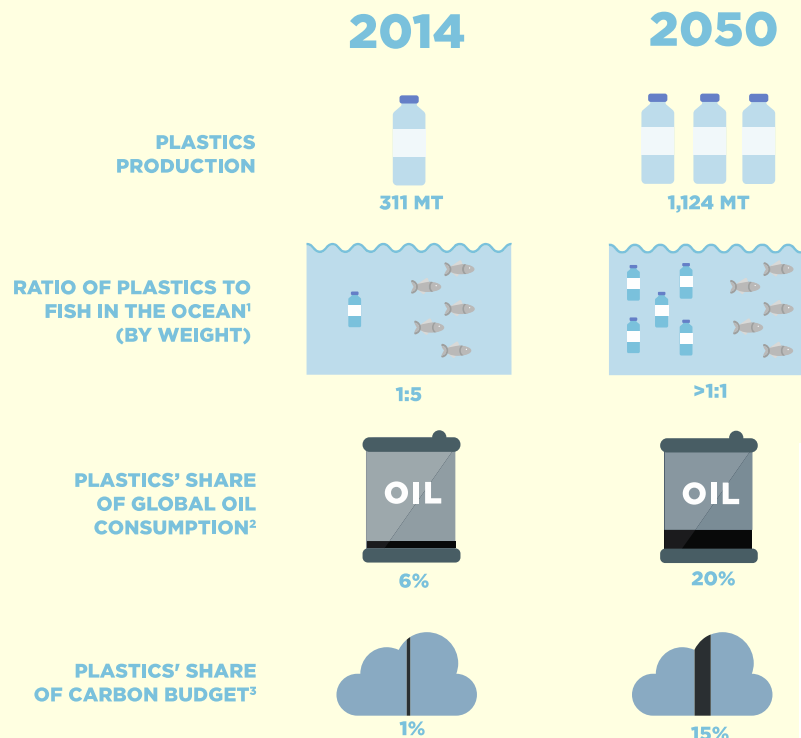 2014
2050
PLASTICS
PRODUCTION
311 MT
1,124 MT
RATIO OF PLASTICS TO
FISH IN THE OCEAN¹
(BY WEIGHT)
1:5
>1:1
PLASTICS’ SHARE
OF GLOBAL OIL
CONSUMPTION²
OIL
OIL
6%
20%
PLASTICS' SHARE
OF CARBON BUDGET³
1%
15%